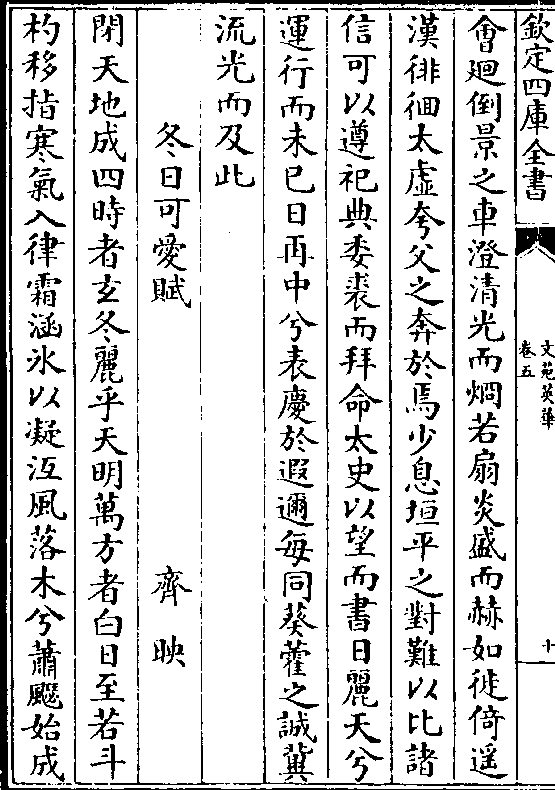 欽定四庫全書
文苑英華
卷五
十
會廻倒景之車澄清光而烱若扇炎盛而赫如徙倚遥
漢徘徊太虛夸父之奔於焉少息垣平之對難以比諸
信可以遵祀典委裘而拜命太史以望而書日麗天兮
運行而未已日再中兮表慶於遐邇每同葵藿之誠冀
流光而及此
冬日可愛賦 齊映
閉天地成四時者玄冬麗乎天明萬方者白日至若斗
杓移指寒氣入律霜涵氷以凝沍風落木兮蕭飋始成